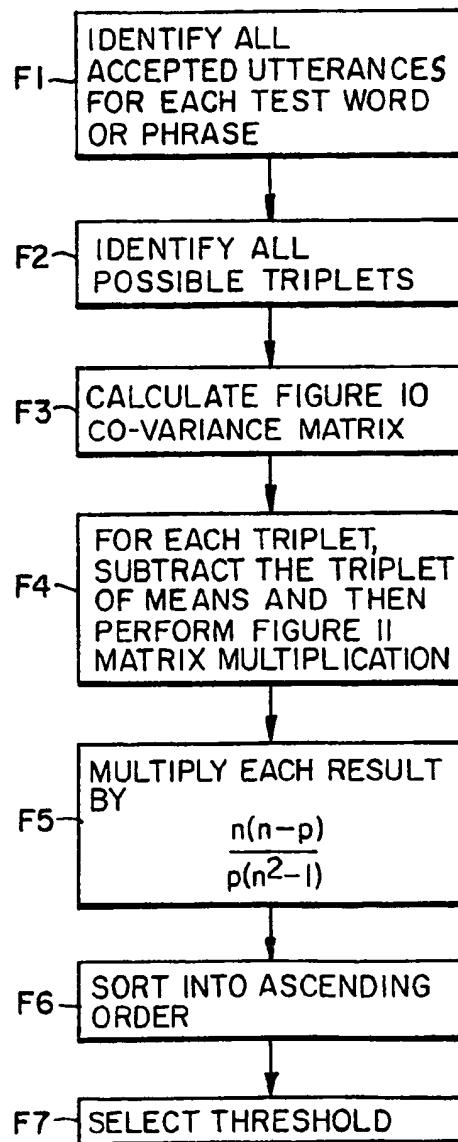 F1
IDENTIFY ALL
ACCEPTED UTTERANCES
FOR EACH TEST WORD
OR PHRASE
F2
IDENTIFY ALL
POSSIBLE TRIPLETS
F3
CALCULATE FIGURE 10
CO-VARIANCE MATRIX
F4
FOR EACH TRIPLET,
SUBTRACT THE TRIPLET
OF MEANS AND THEN
PERFORM FIGURE 11
MATRIX MULTIPLICATION
F5
MULTIPLY EACH RESULT
BY
n(n-p)
p(n²-1)
F6
SORT INTO ASCENDING
ORDER
F7
SELECT THRESHOLD